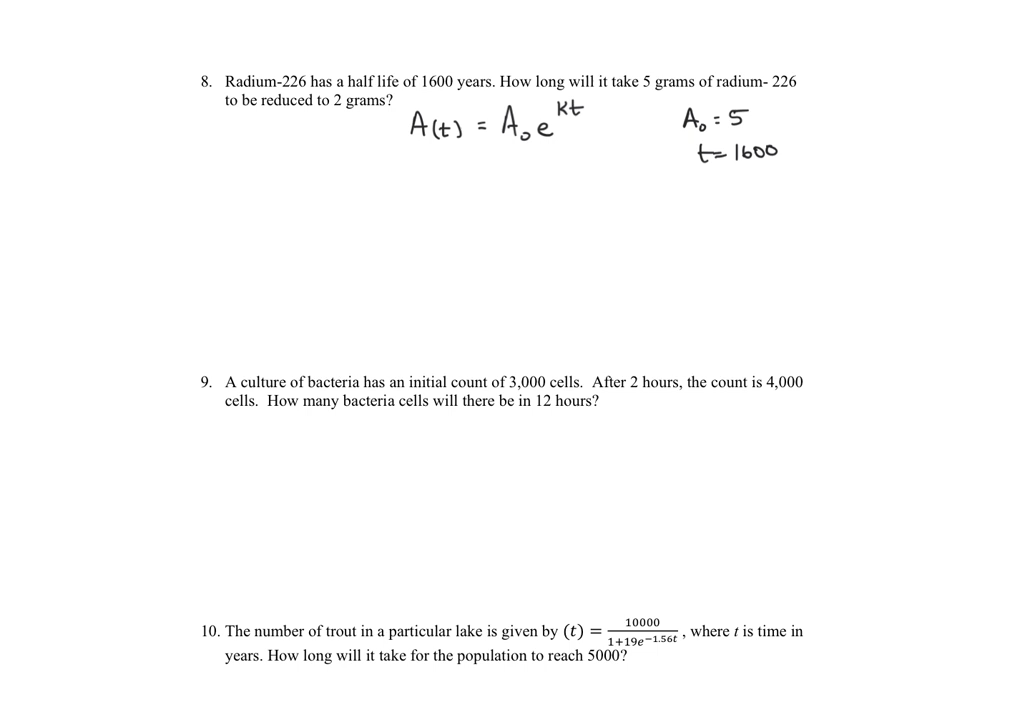 8. Radium-226 has a half life of 1600 years. How long will it take 5 grams of radium- 226
to be reduced to 2 grams?
A(t) = A₀e^kt
A₀ = 5
t = 1600
9. A culture of bacteria has an initial count of 3,000 cells. After 2 hours, the count is 4,000
cells. How many bacteria cells will there be in 12 hours?
10. The number of trout in a particular lake is given by (t) = 10000/(1+19e^−1.56t) , where t is time in
years. How long will it take for the population to reach 5000?